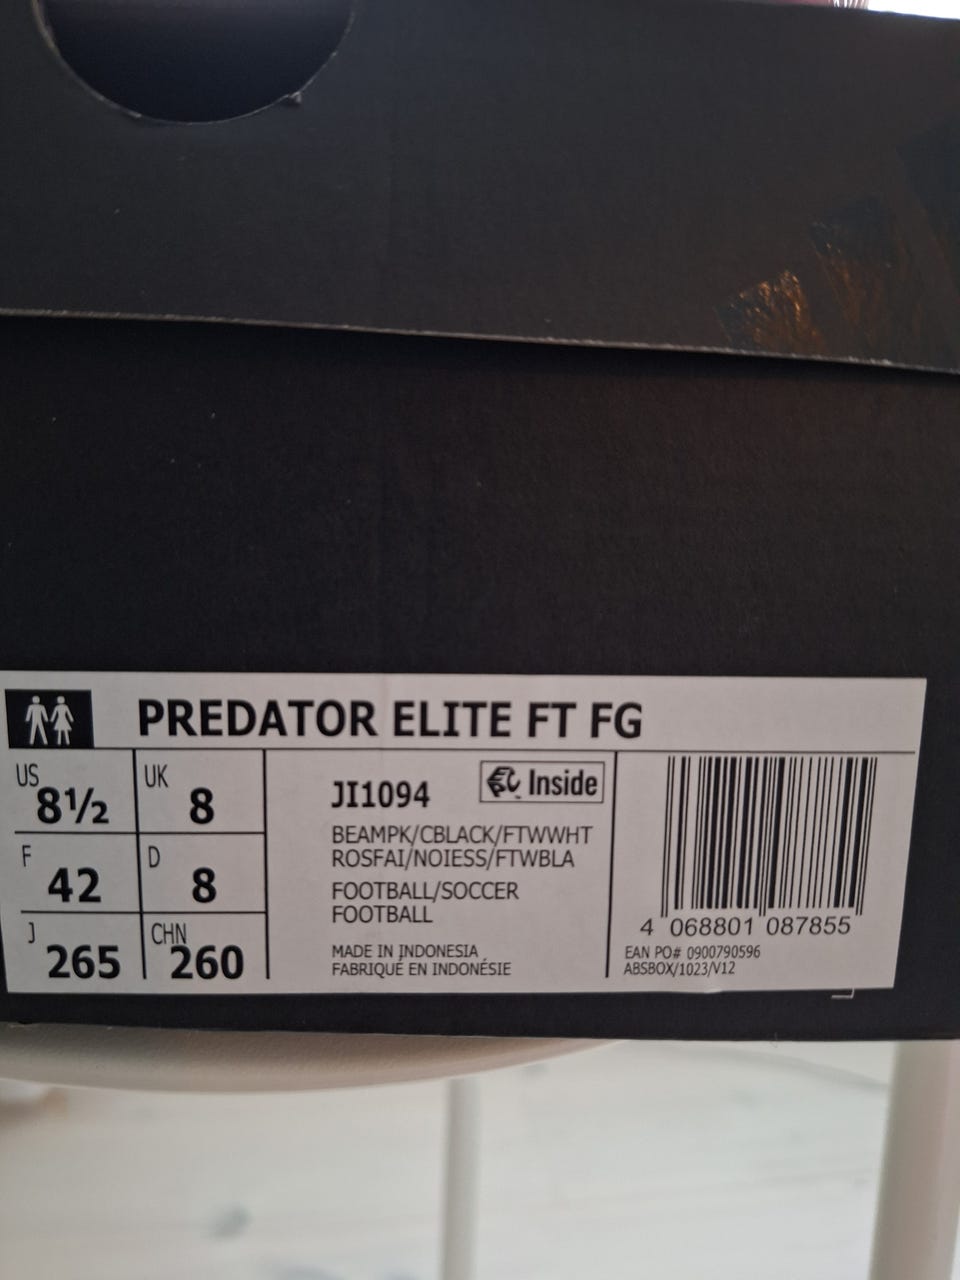 PREDATOR ELITE FT FG
US 8½
UK 8
F 42
D 8
J 265
CHN 260
JI1094
Inside
BEAMPK/CBLACK/FTWWHT
ROSFAI/NOIESS/FTWBLA
FOOTBALL/SOCCER
FOOTBALL
MADE IN INDONESIA
FABRIQUÉ EN INDONÉSIE
4 068801 087855
EAN PO# 0900790596
ABSBOX/1023/V12